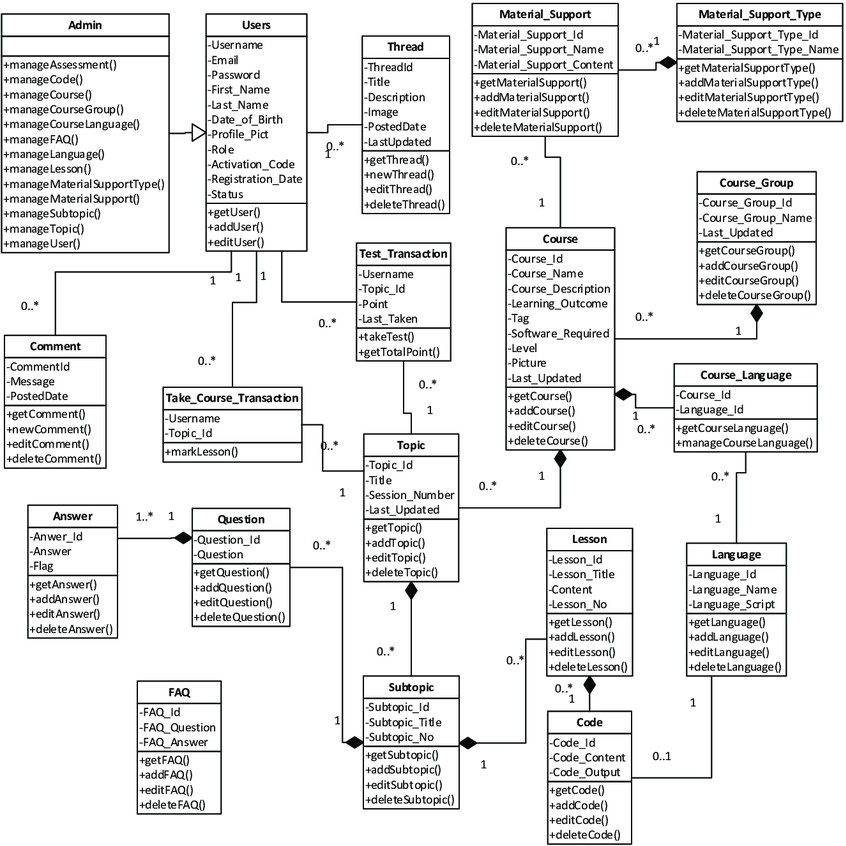 Admin
+manageAssessment()
+manageCode()
+manageCourse()
+manageCourseGroup()
+manageCourseLanguage()
+manageFAQ()
+manageLanguage()
+manageLesson()
+manageMaterialSupportType()
+manageMaterialSupport()
+manageSubtopic()
+manageTopic()
+manageUser()
Users
-Username
-Email
-Password
-First_Name
-Last_Name
-Date_of_Birth
-Profile_Pict
-Role
-Activation_Code
-Registration_Date
-Status
+getUser()
+addUser()
+editUser()
Thread
-ThreadId
-Title
-Description
-Image
-PostedDate
-LastUpdated
+getThread()
+newThread()
+editThread()
+deleteThread()
0..*
1
Material_Support
-Material_Support_Id
-Material_Support_Name
-Material_Support_Content
+getMaterialSupport()
+addMaterialSupport()
+editMaterialSupport()
+deleteMaterialSupport()
0..*
1
Material_Support_Type
-Material_Support_Type_Id
-Material_Support_Type_Name
+getMaterialSupportType()
+addMaterialSupportType()
+editMaterialSupportType()
+deleteMaterialSupportType()
0..*
1
Course_Group
-Course_Group_Id
-Course_Group_Name
-Last_Updated
+getCourseGroup()
+addCourseGroup()
+editCourseGroup()
+deleteCourseGroup()
0..*
1
Course
-Course_Id
-Course_Name
-Course_Description
-Learning_Outcome
-Tag
-Software_Required
-Level
-Picture
-Last_Updated
+getCourse()
+addCourse()
+editCourse()
+deleteCourse()
1
0..*
Course_Language
-Course_Id
-Language_Id
+getCourseLanguage()
+manageCourseLanguage()
1
0..*
0..*
1
1
1
1
0..*
0..*
0..*
Test_Transaction
-Username
-Topic_Id
-Point
-Last_Taken
+takeTest()
+getTotalPoint()
0..*
1
Comment
-CommentId
-Message
-PostedDate
+getComment()
+newComment()
+editComment()
+deleteComment()
Take_Course_Transaction
-Username
-Topic_Id
+markLesson()
0..*
1
Topic
-Topic_Id
-Title
-Session_Number
-Last_Updated
+getTopic()
+addTopic()
+editTopic()
+deleteTopic()
1
0..*
Answer
-Anwer_Id
-Answer
-Flag
+getAnswer()
+addAnswer()
+editAnswer()
+deleteAnswer()
1..*
1
Question
-Question_Id
-Question
+getQuestion()
+addQuestion()
+editQuestion()
+deleteQuestion()
0..*
1
Lesson
-Lesson_Id
-Lesson_Title
-Content
-Lesson_No
+getLesson()
+addLesson()
+editLesson()
+deleteLesson()
0..*
1
0..*
1
Language
-Language_Id
-Language_Name
-Language_Script
+getLanguage()
+addLanguage()
+editLanguage()
+deleteLanguage()
1
0..1
FAQ
-FAQ_Id
-FAQ_Question
-FAQ_Answer
+getFAQ()
+addFAQ()
+editFAQ()
+deleteFAQ()
Subtopic
-Subtopic_Id
-Subtopic_Title
-Subtopic_No
+getSubtopic()
+addSubtopic()
+editSubtopic()
+deleteSubtopic()
Code
-Code_Id
-Code_Content
-Code_Output
+getCode()
+addCode()
+editCode()
+deleteCode()